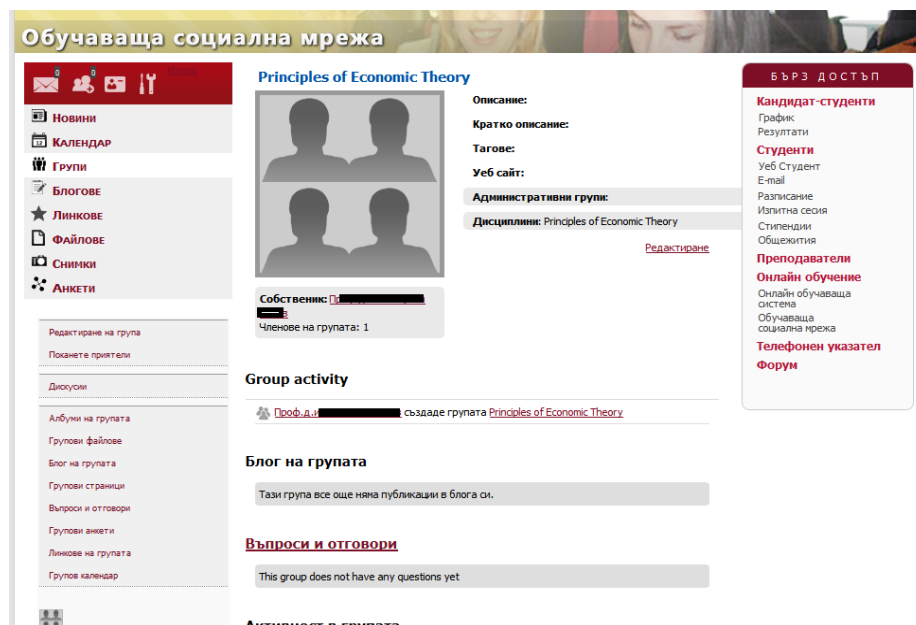 Обучаваща социална мрежа
0
0
Новини
Календар
12
Групи
Блогове
Линкове
Файлове
Снимки
Анкети
Редактиране на група
Поканете приятели
Дискусии
Албуми на групата
Групови файлове
Блог на групата
Групови страници
Въпроси и отговори
Групови анкети
Линкове на групата
Групов календар
Principles of Economic Theory
Описание:
Кратко описание:
Тагове:
Уеб сайт:
Административни групи:
Дисциплини: Principles of Economic Theory
Редактиране
Собственик:
Членове на групата: 1
Group activity
Проф.д.и създаде групата Principles of Economic Theory
Блог на групата
Тази група все още няма публикации в блога си.
Въпроси и отговори
This group does not have any questions yet
Активност в групата
БЪРЗ ДОСТЪП
Кандидат-студенти
График
Резултати
Студенти
Уеб Студент
E-mail
Разписание
Изпитна сесия
Стипендии
Общежития
Преподаватели
Онлайн обучение
Онлайн обучаваща
система
Обучаваща
социална мрежа
Телефонен указател
Форум